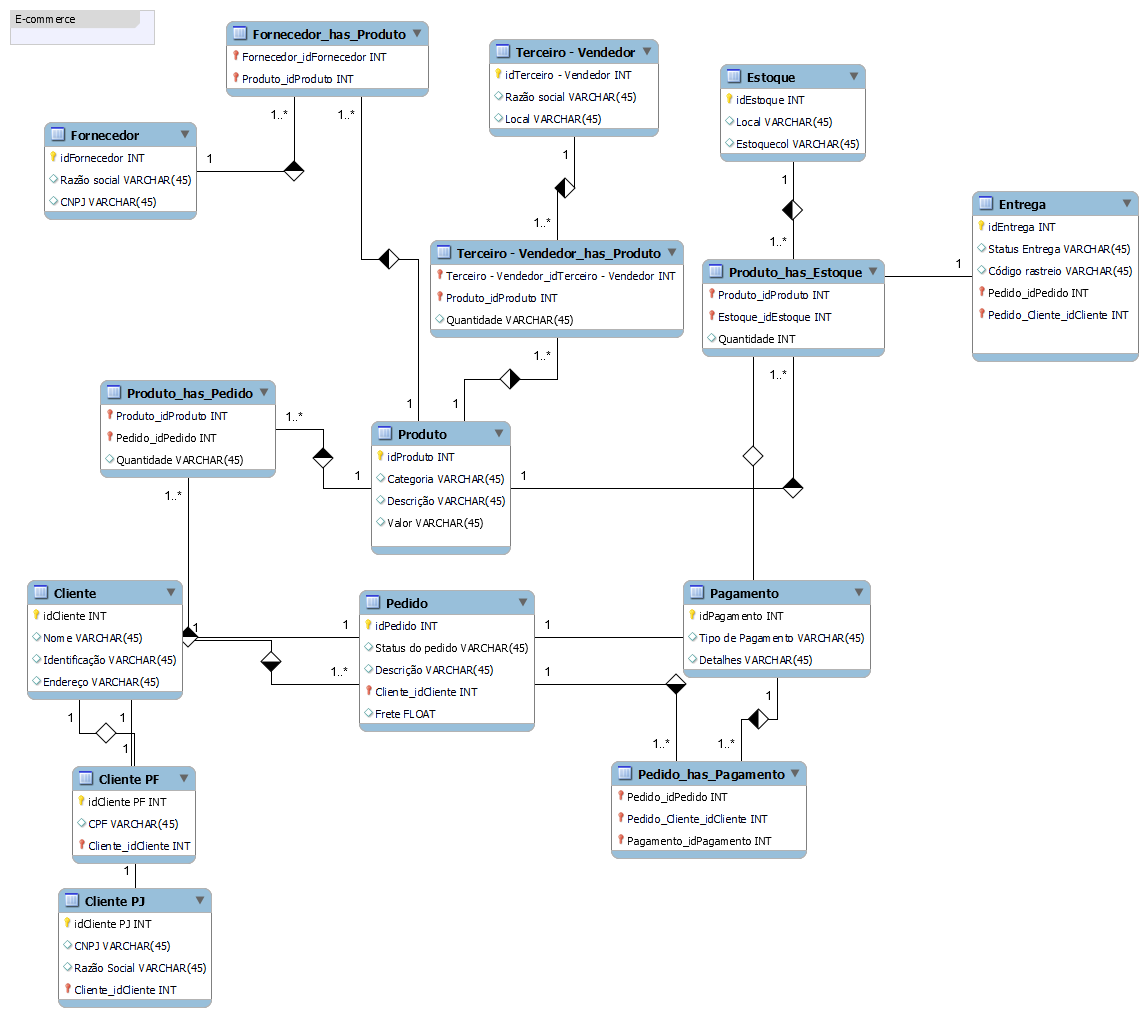 E-commerce
Fornecedor_has_Produto
Fornecedor_idFornecedor INT
Produto_idProduto INT
1..*
1..*
Terceiro - Vendedor
idTerceiro - Vendedor INT
Razão social VARCHAR(45)
Local VARCHAR(45)
1
1..*
Estoque
idEstoque INT
Local VARCHAR(45)
Estoquecol VARCHAR(45)
1
1..*
Fornecedor
idFornecedor INT
Razão social VARCHAR(45)
CNPJ VARCHAR(45)
1
Entrega
idEntrega INT
Status Entrega VARCHAR(45)
Código rastreio VARCHAR(45)
Pedido_idPedido INT
Pedido_Cliente_idCliente INT
1
Terceiro - Vendedor_has_Produto
Terceiro - Vendedor_idTerceiro - Vendedor INT
Produto_idProduto INT
Quantidade VARCHAR(45)
1..*
1
1
Produto_has_Estoque
Produto_idProduto INT
Estoque_idEstoque INT
Quantidade INT
1..*
Produto_has_Pedido
Produto_idProduto INT
Pedido_idPedido INT
Quantidade VARCHAR(45)
1..*
1..*
1
Produto
idProduto INT
Categoria VARCHAR(45)
Descrição VARCHAR(45)
Valor VARCHAR(45)
1
Cliente
idCliente INT
Nome VARCHAR(45)
Identificação VARCHAR(45)
Endereço VARCHAR(45)
1
1
1..*
Pedido
idPedido INT
Status do pedido VARCHAR(45)
Descrição VARCHAR(45)
Cliente_idCliente INT
Frete FLOAT
1
1
Pagamento
idPagamento INT
Tipo de Pagamento VARCHAR(45)
Detalhes VARCHAR(45)
1
1..*
1..*
1
1
1
Cliente PF
idCliente PF INT
CPF VARCHAR(45)
Cliente_idCliente INT
1
Pedido_has_Pagamento
Pedido_idPedido INT
Pedido_Cliente_idCliente INT
Pagamento_idPagamento INT
Cliente PJ
idCliente PJ INT
CNPJ VARCHAR(45)
Razão Social VARCHAR(45)
Cliente_idCliente INT